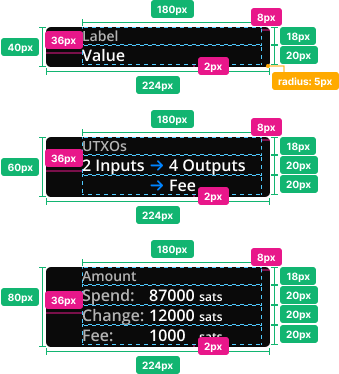 180px
8px
36px
Label
18px
40px
Value
20px
2px
224px
radius: 5px
180px
8px
UTXOs
18px
36px
60px
2 Inputs → 4 Outputs
20px
→ Fee
20px
2px
224px
180px
8px
Amount
18px
36px
80px
Spend: 87000 sats
20px
Change: 12000 sats
20px
Fee: 1000 sats
20px
2px
224px